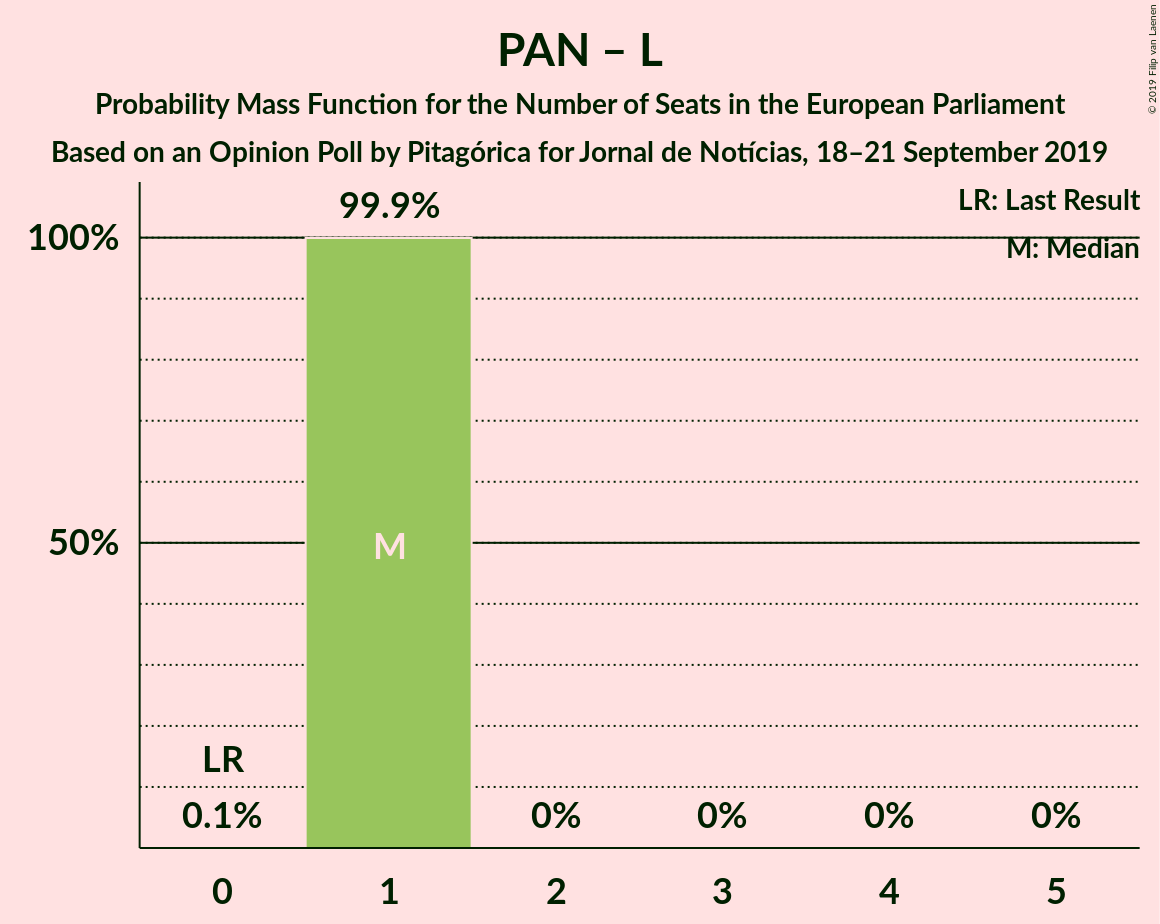 PAN – L
Probability Mass Function for the Number of Seats in the European Parliament
Based on an Opinion Poll by Pitagórica for Jornal de Notícias, 18–21 September 2019
© 2019 Filip van Laenen
LR: Last Result
M: Median
99.9%
100%
50%
M
LR
0.1%
0%
0%
0%
0%
0
1
2
3
4
5